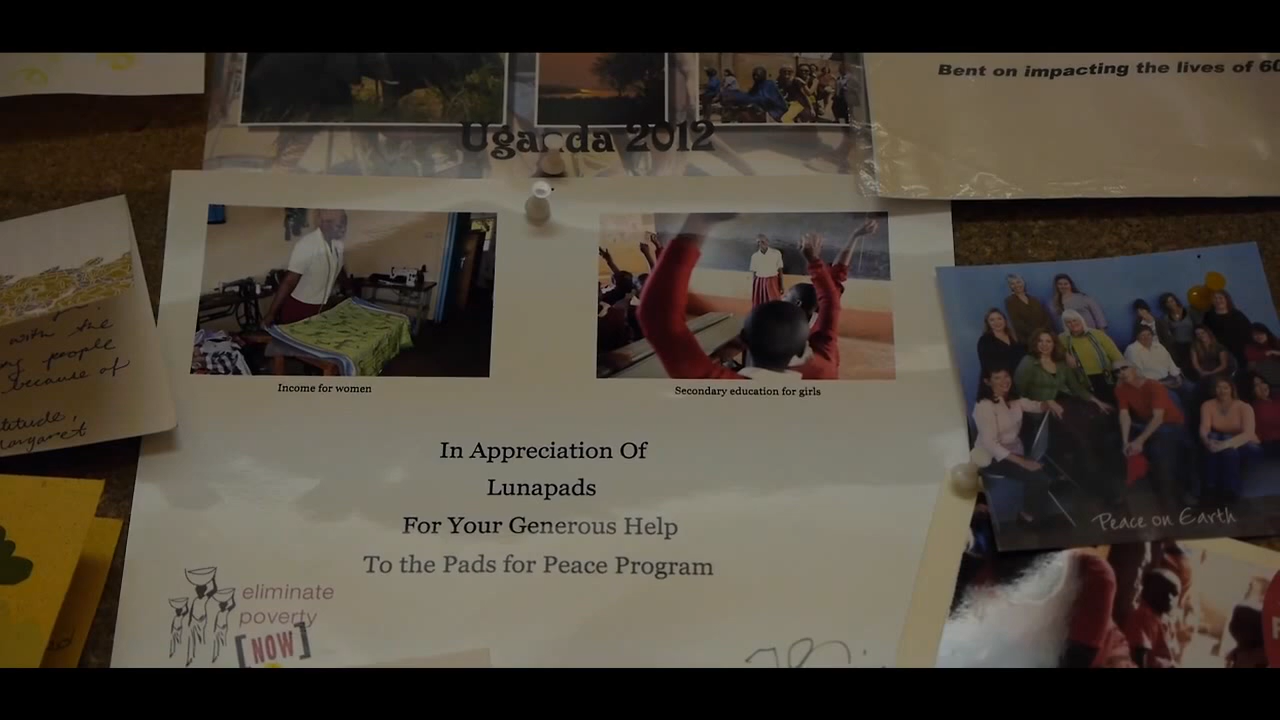 Bent on impacting the lives of 60
Uganda 2012
Income for women
Secondary education for girls
with the
people
because of
Margaret
In Appreciation Of
Lunapads
For Your Generous Help
To the Pads for Peace Program
eliminate
poverty
[NOW]
Peace on Earth